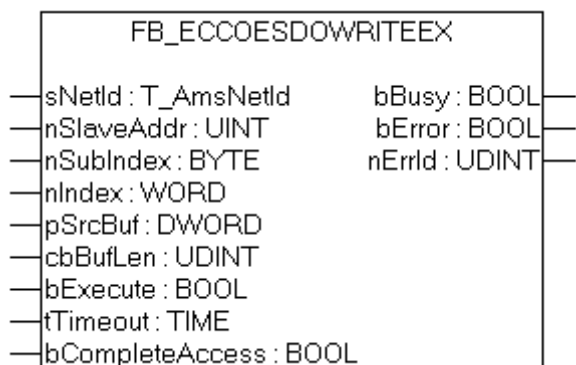 FB_ECCOESDOWRITEEX
sNetId : T_AmsNetId bBusy : BOOL
nSlaveAddr : UINT bError : BOOL
nSubIndex : BYTE nErrId : UDINT
nIndex : WORD
pSrcBuf : DWORD
cbBufLen : UDINT
bExecute : BOOL
tTimeout : TIME
bCompleteAccess : BOOL